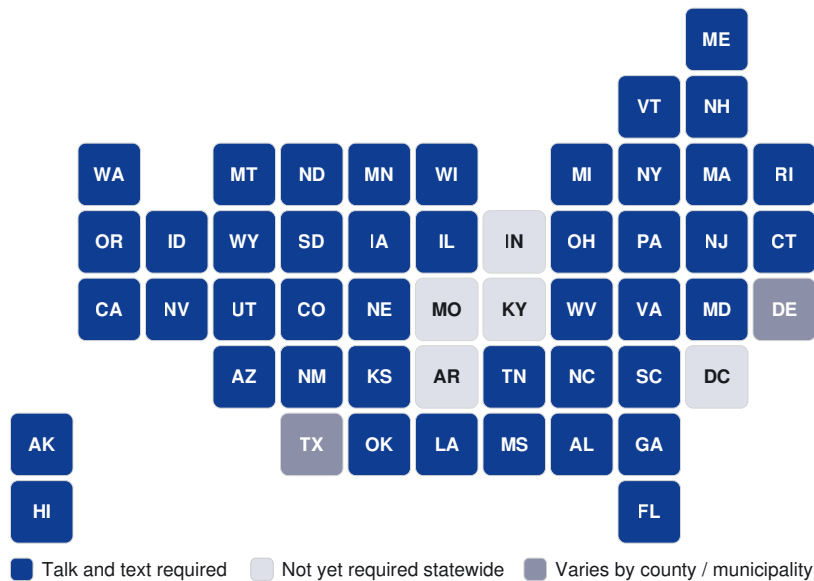 ME
VT NH
WA MT ND MN WI MI NY MA RI
OR ID WY SD IA IL IN OH PA NJ CT
CA NV UT CO NE MO KY WV VA MD DE
AZ NM KS AR TN NC SC DC
AK TX OK LA MS AL GA
HI FL
Talk and text required Not yet required statewide Varies by county / municipality